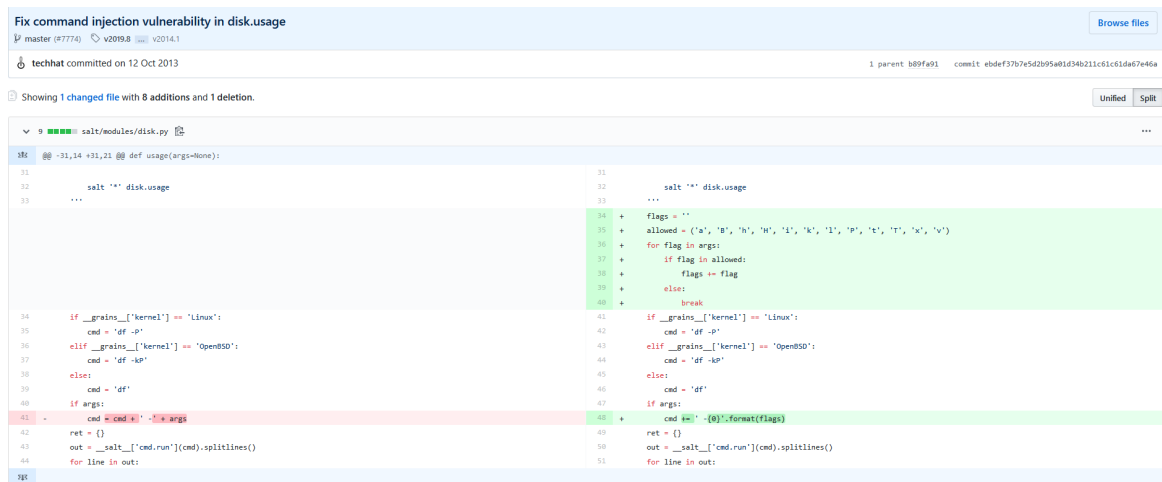 Fix command injection vulnerability in disk.usage
Browse files
master (#7774) v2019.8 ... v2014.1
techhat committed on 12 Oct 2013
1 parent b89fa91 commit ebdef37b7e5d2b95a01d34b211c61c61da67e46a
Showing 1 changed file with 8 additions and 1 deletion.
Unified Split
9 salt/modules/disk.py
...
@@ -31,14 +31,21 @@ def usage(args=None):
31 31
32 salt '*' disk.usage 32 salt '*' disk.usage
33 ''' 33 '''
34 + flags = ''
35 + allowed = ('a', 'B', 'h', 'H', 'i', 'k', 'l', 'P', 't', 'T', 'x', 'v')
36 + for flag in args:
37 + if flag in allowed:
38 + flags += flag
39 + else:
40 + break
34 if __grains__['kernel'] == 'Linux': 41 if __grains__['kernel'] == 'Linux':
35 cmd = 'df -P' 42 cmd = 'df -P'
36 elif __grains__['kernel'] == 'OpenBSD': 43 elif __grains__['kernel'] == 'OpenBSD':
37 cmd = 'df -kP' 44 cmd = 'df -kP'
38 else: 45 else:
39 cmd = 'df' 46 cmd = 'df'
40 if args: 47 if args:
41 - cmd = cmd + ' -' + args 48 + cmd += ' -{0}'.format(flags)
42 ret = {} 49 ret = {}
43 out = __salt__['cmd.run'](cmd).splitlines() 50 out = __salt__['cmd.run'](cmd).splitlines()
44 for line in out: 51 for line in out: